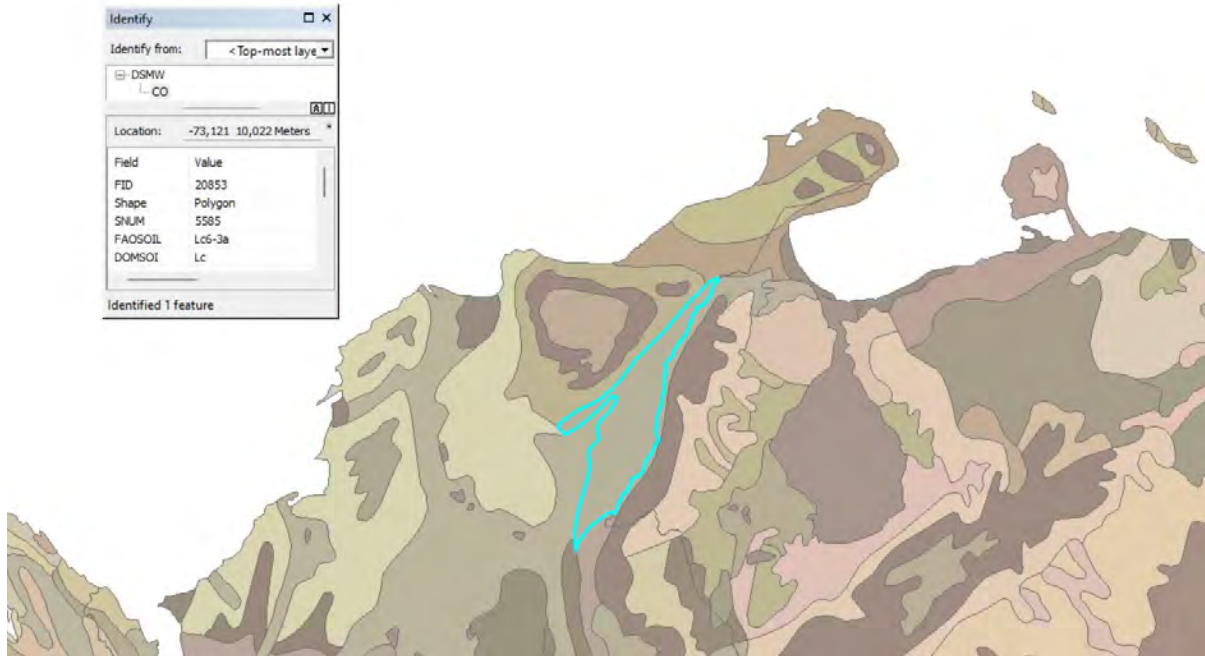 Identify
Identify from: <Top-most laye
DSMW
CO
Location: -73,121 10,022 Meters
Field Value
FID 20853
Shape Polygon
SNUM 5585
FAOSOIL Lc6-3a
DOMSOI Lc
Identified 1 feature